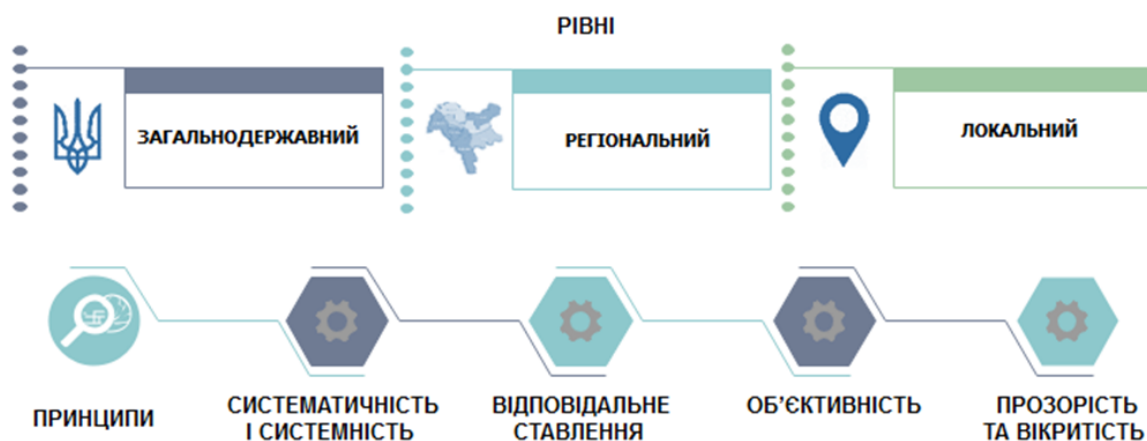 РІВНІ
ЗАГАЛЬНОДЕРЖАВНИЙ
РЕГІОНАЛЬНИЙ
ЛОКАЛЬНИЙ
ПРИНЦИПИ
СИСТЕМАТИЧНІСТЬ
І СИСТЕМНІСТЬ
ВІДПОВІДАЛЬНЕ
СТАВЛЕННЯ
ОБ’ЄКТИВНІСТЬ
ПРОЗОРІСТЬ
ТА ВІКРИТІСТЬ